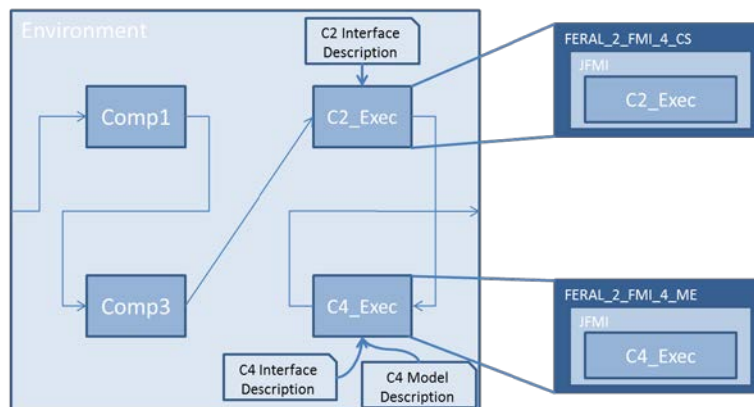 Environment
C2 Interface
Description
FERAL_2_FMI_4_CS
JFMI
Comp1
C2_Exec
C2_Exec
Comp3
C4_Exec
FERAL_2_FMI_4_ME
JFMI
C4_Exec
C4 Interface
Description
C4 Model
Description